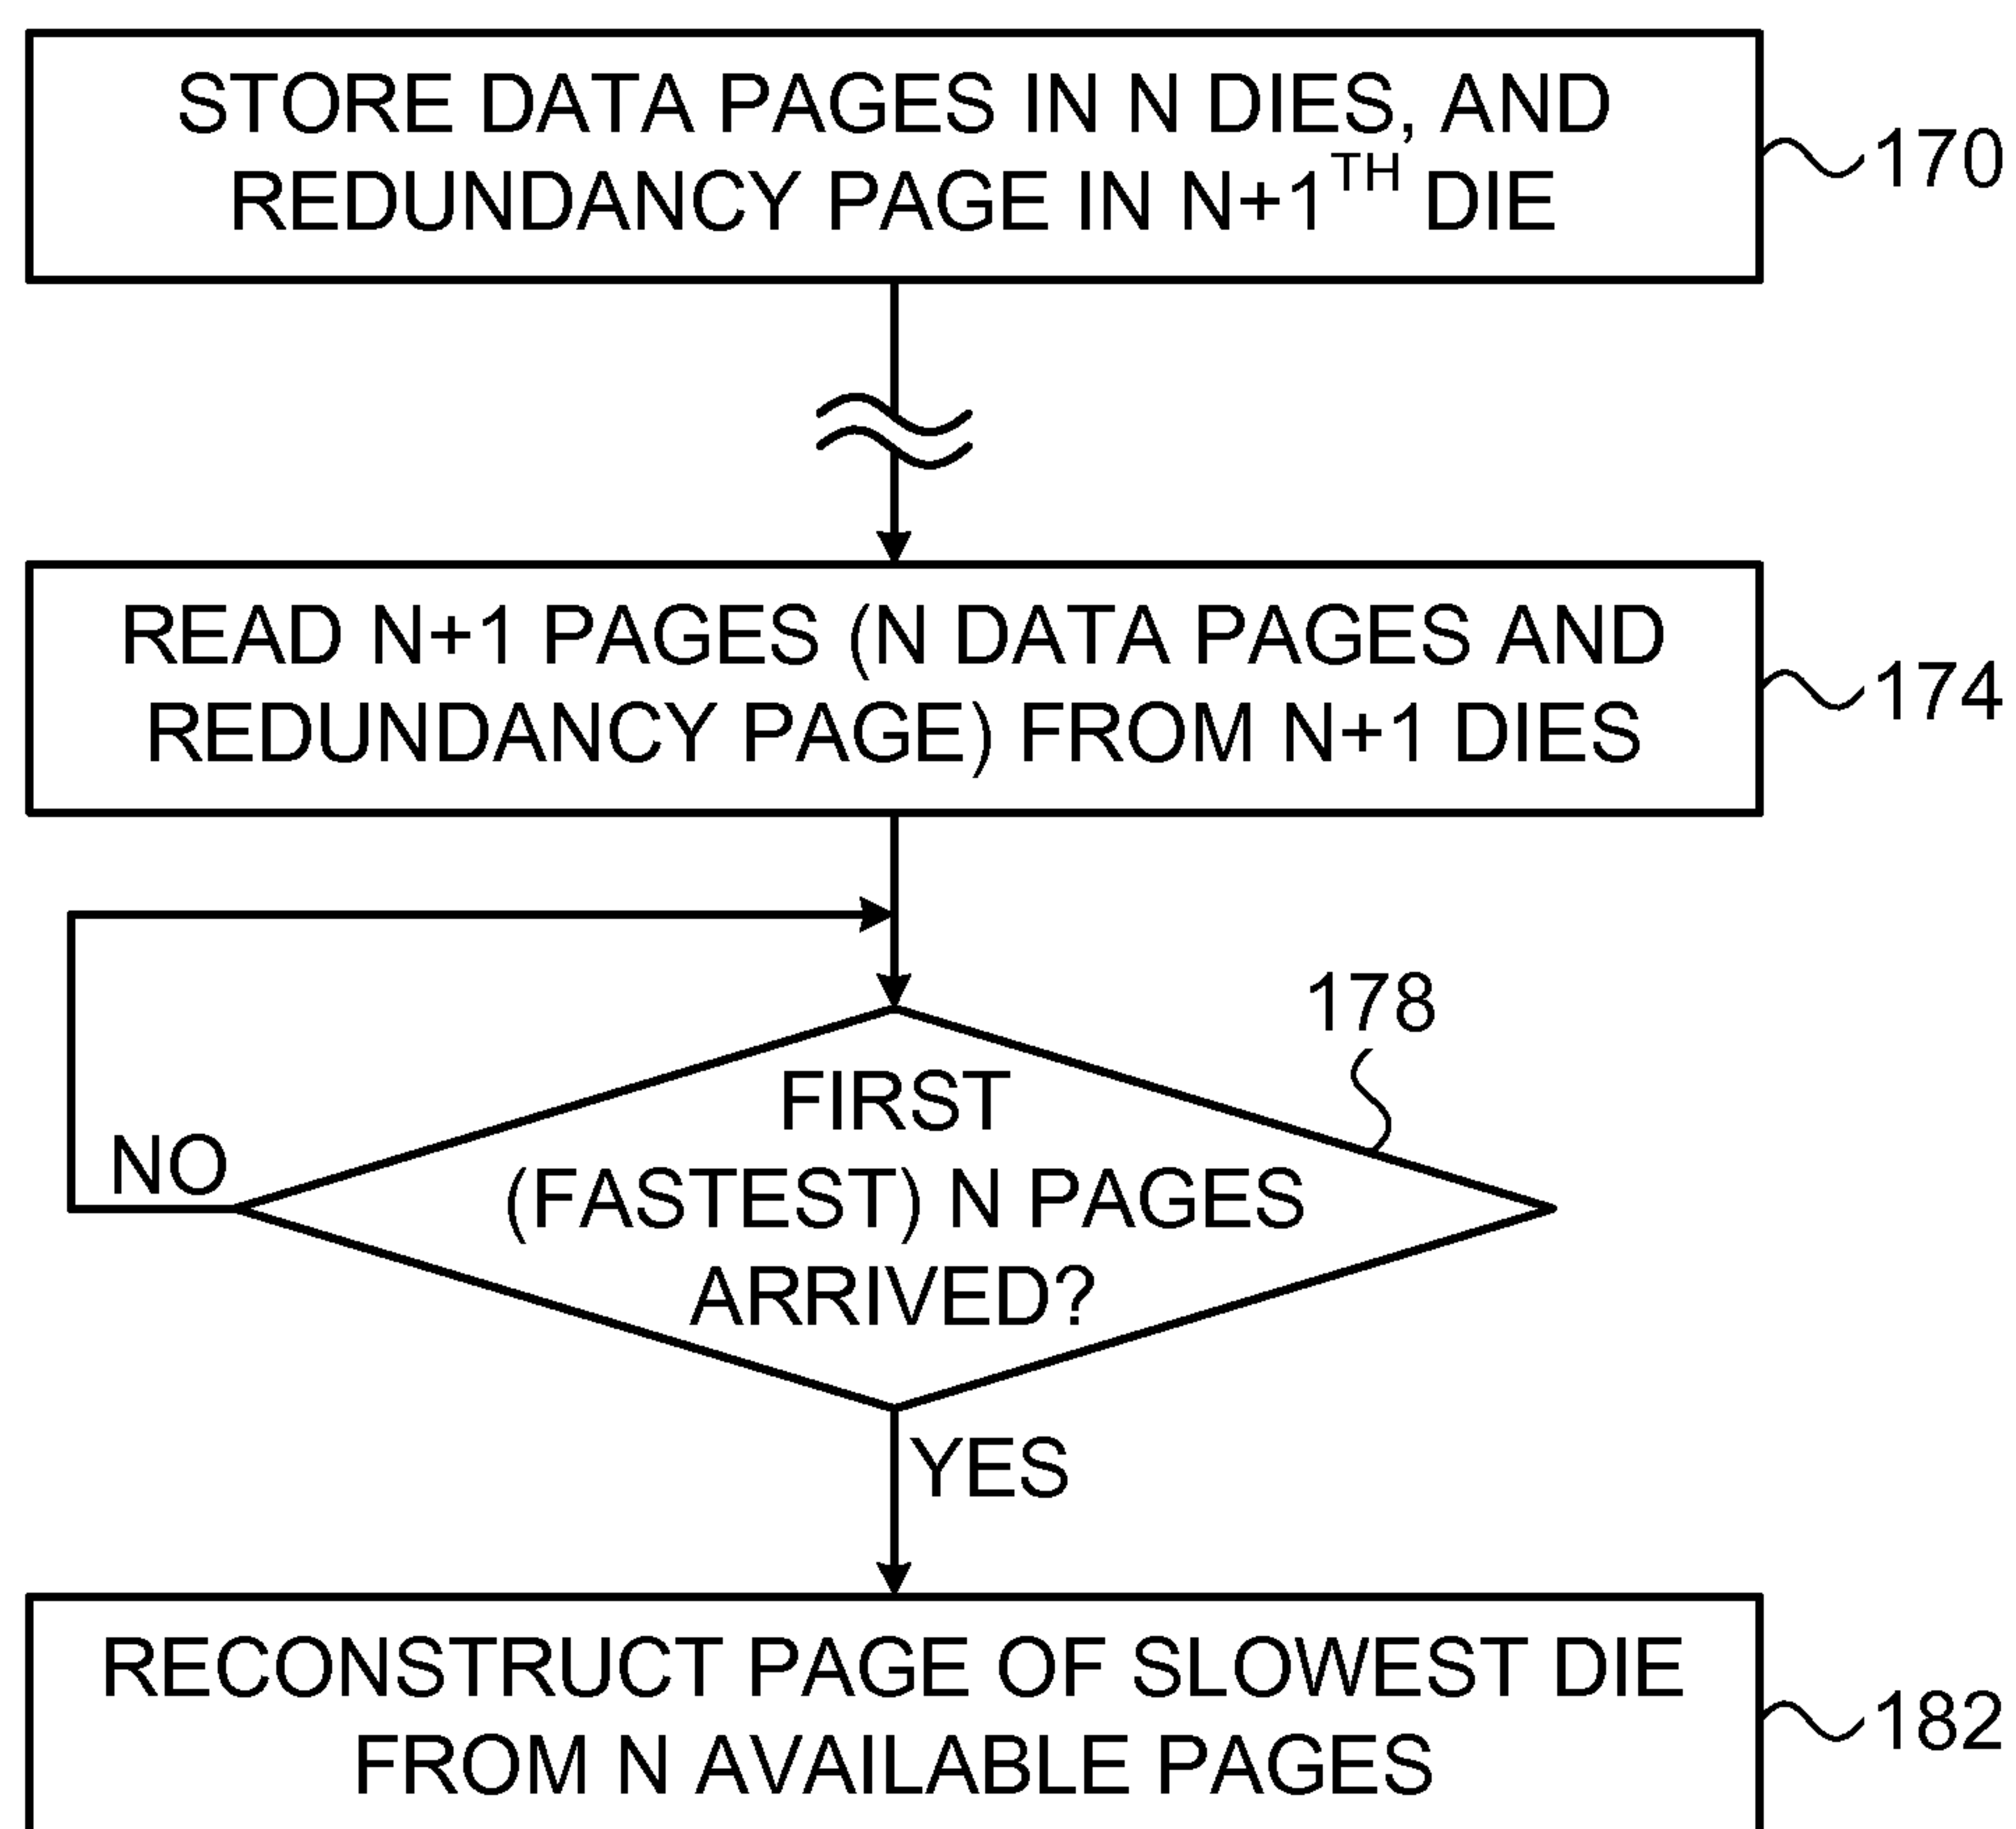 STORE DATA PAGES IN N DIES, AND
REDUNDANCY PAGE IN N+1TH DIE
170
READ N+1 PAGES (N DATA PAGES AND
REDUNDANCY PAGE) FROM N+1 DIES
174
178
FIRST
(FASTEST) N PAGES
ARRIVED?
NO
YES
RECONSTRUCT PAGE OF SLOWEST DIE
FROM N AVAILABLE PAGES
182